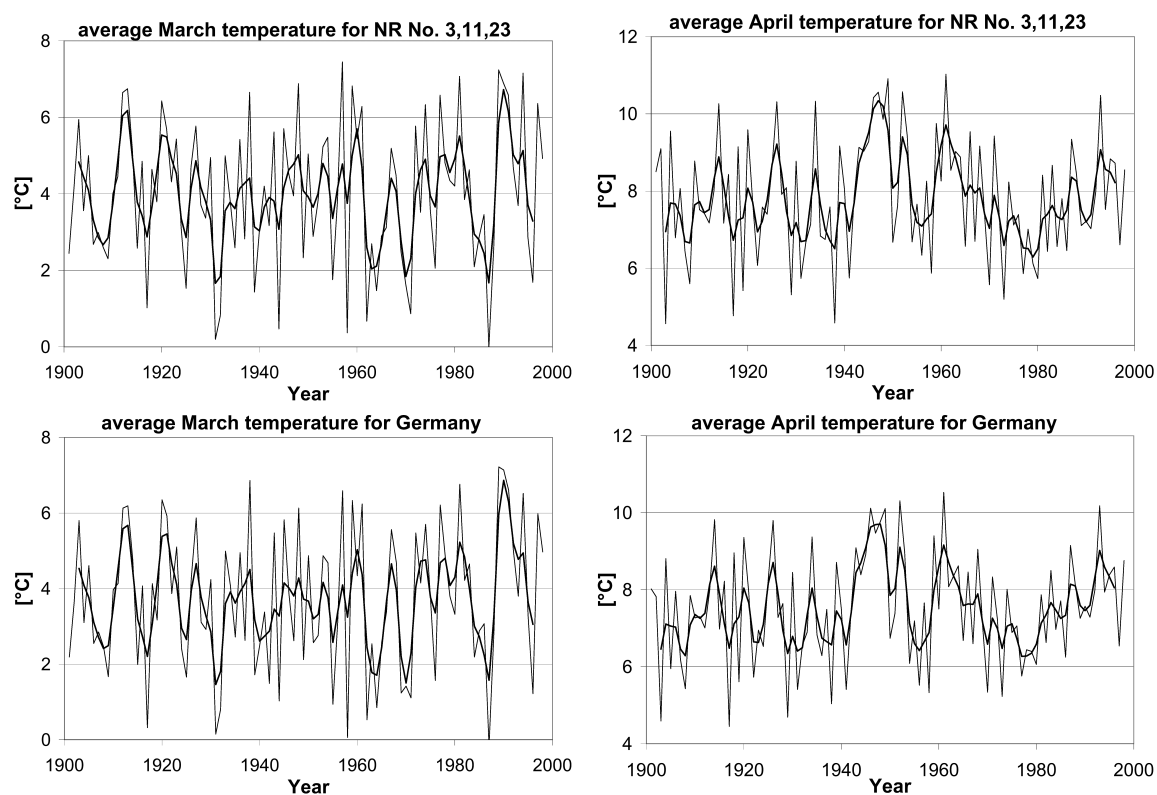 average March temperature for NR No. 3,11,23
8
6
4
2
0
[°C]
1900 1920 1940 1960 1980 2000
Year
average April temperature for NR No. 3,11,23
12
10
8
6
4
[°C]
1900 1920 1940 1960 1980 2000
Year
average March temperature for Germany
8
6
4
2
0
[°C]
1900 1920 1940 1960 1980 2000
Year
average April temperature for Germany
12
10
8
6
4
[°C]
1900 1920 1940 1960 1980 2000
Year